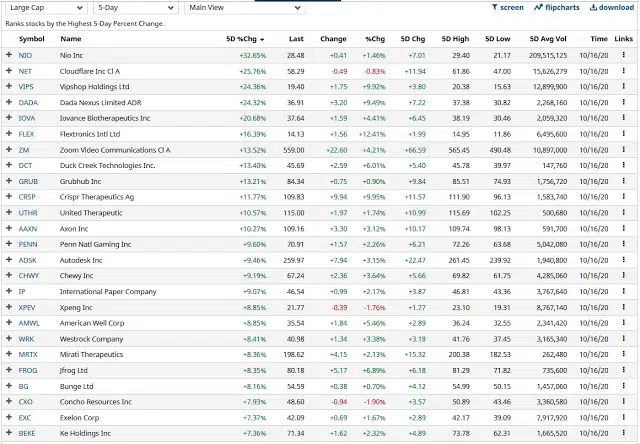 Large Cap 5-Day Main View screen flipcharts download
Ranks stocks by the Highest 5-Day Percent Change.
Symbol Name 5D %Chg Last Change %Chg 5D Chg 5D High 5D Low 5D Avg Vol Time Links
NIO Nio Inc +32.65% 28.48 +0.41 +1.46% +7.01 29.40 21.17 209,515,125 10/16/20
NET Cloudflare Inc Cl A +25.76% 58.29 -0.49 -0.83% +11.94 61.86 47.00 15,626,279 10/16/20
VIPS Vipshop Holdings Ltd +24.36% 19.40 +1.75 +9.92% +3.80 20.38 15.63 12,899,900 10/16/20
DADA Dada Nexus Limited ADR +24.32% 36.91 +3.20 +9.49% +7.22 37.38 30.82 2,268,160 10/16/20
IOVA Iovance Biotherapeutics Inc +20.68% 37.64 +1.59 +4.41% +6.45 38.19 30.46 2,059,320 10/16/20
FLEX Flextronics Intl Ltd +16.39% 14.13 +1.56 +12.41% +1.99 14.95 11.86 6,495,600 10/16/20
ZM Zoom Video Communications Cl A +13.52% 559.00 +22.60 +4.21% +66.59 565.45 490.48 10,897,000 10/16/20
DCT Duck Creek Technologies Inc. +13.40% 45.69 +2.59 +6.01% +5.40 45.78 39.97 147,760 10/16/20
GRUB Grubhub Inc +13.21% 84.34 +0.75 +0.90% +9.84 85.51 74.93 1,756,720 10/16/20
CRSP Crispr Therapeutics Ag +11.77% 109.83 +9.94 +9.95% +11.57 111.90 96.13 1,583,740 10/16/20
UTHR United Therapeutic +10.57% 115.00 +1.97 +1.74% +10.99 115.69 102.25 500,680 10/16/20
AAXN Axon Inc +10.27% 109.16 +3.30 +3.12% +10.17 109.74 98.13 591,700 10/16/20
PENN Penn Natl Gaming Inc +9.60% 70.91 +1.57 +2.26% +6.21 72.26 63.68 5,042,080 10/16/20
ADSK Autodesk Inc +9.46% 259.97 +7.94 +3.15% +22.47 261.45 239.92 1,940,800 10/16/20
CHWY Chewy Inc +9.19% 67.24 +2.36 +3.64% +5.66 69.82 61.75 4,285,060 10/16/20
IP International Paper Company +9.07% 46.54 +0.99 +2.17% +3.87 46.81 43.36 3,767,640 10/16/20
XPEV Xpeng Inc +8.85% 21.77 -0.39 -1.76% +1.77 23.10 19.31 8,767,140 10/16/20
AMWL American Well Corp +8.85% 35.54 +1.84 +5.46% +2.89 36.24 32.55 2,341,420 10/16/20
WRK Westrock Company +8.41% 40.98 +1.34 +3.38% +3.18 41.76 37.45 3,165,340 10/16/20
MRTX Mirati Therapeutics +8.36% 198.62 +4.15 +2.13% +15.32 200.38 182.53 262,480 10/16/20
FROG Jfrog Ltd +8.35% 80.18 +5.17 +6.89% +6.18 81.29 71.82 735,600 10/16/20
BG Bunge Ltd +8.16% 54.59 +0.38 +0.70% +4.12 54.99 50.15 1,457,060 10/16/20
CXO Concho Resources Inc +7.93% 48.60 -0.94 -1.90% +3.57 50.89 43.46 3,360,580 10/16/20
EXC Exelon Corp +7.37% 42.09 +0.69 +1.67% +2.89 42.17 39.09 7,917,920 10/16/20
BEKE Ke Holdings Inc +7.36% 71.34 +1.62 +2.32% +4.89 73.78 62.31 1,665,520 10/16/20